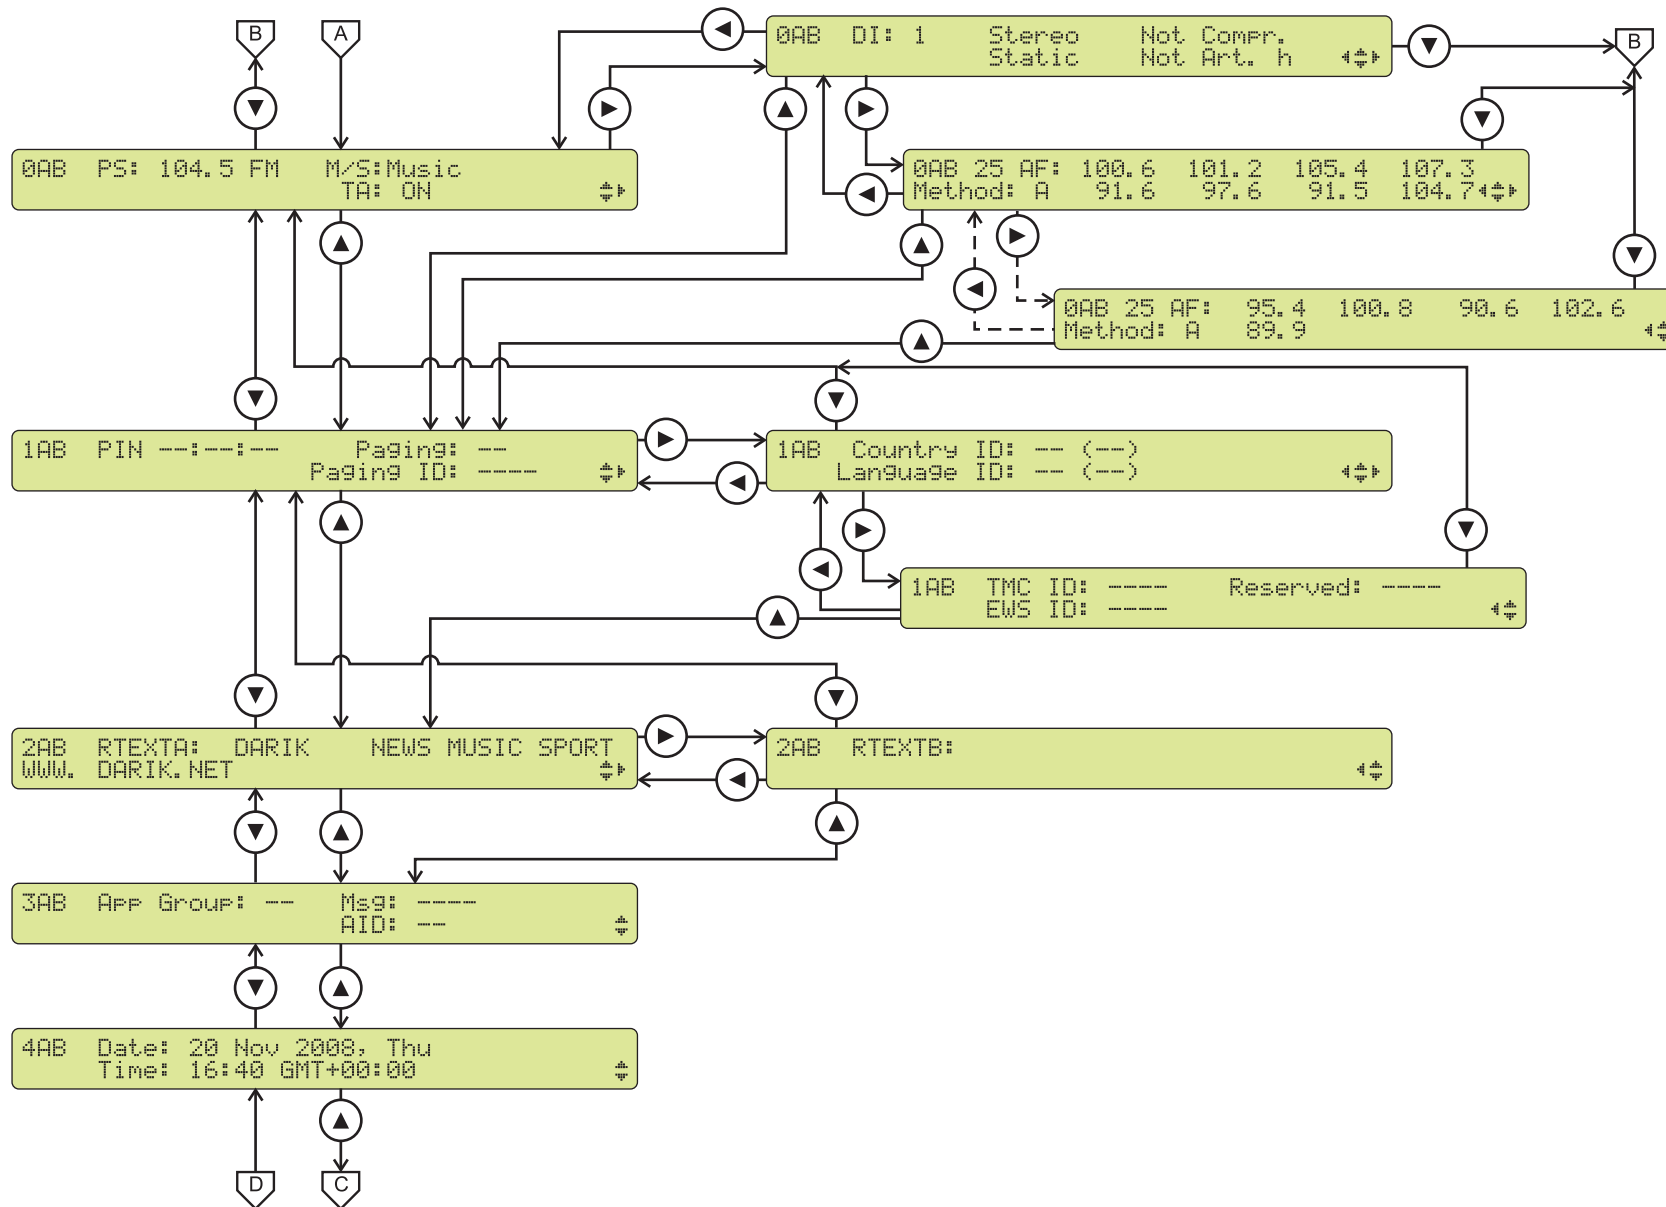 B
A
0AB DI: 1 Stereo Not Compr.
Static Not Art. h
B
0AB PS: 104.5 FM M/S:Music
TA: ON
0AB 25 AF: 100.6 101.2 105.4 107.3
Method: A 91.6 97.6 91.5 104.7
0AB 25 AF: 95.4 100.8 90.6 102.6
Method: A 89.9
1AB PIN --:--:-- Paging: --
Paging ID: ----
1AB Country ID: -- (--)
Language ID: -- (--)
1AB TMC ID: ---- Reserved: ----
EWS ID: ----
2AB RTEXTA: DARIK NEWS MUSIC SPORT
WWW. DARIK.NET
2AB RTEXTB:
3AB App Group: -- Msg: ----
AID: --
4AB Date: 20 Nov 2008, Thu
Time: 16:40 GMT+00:00
D
C